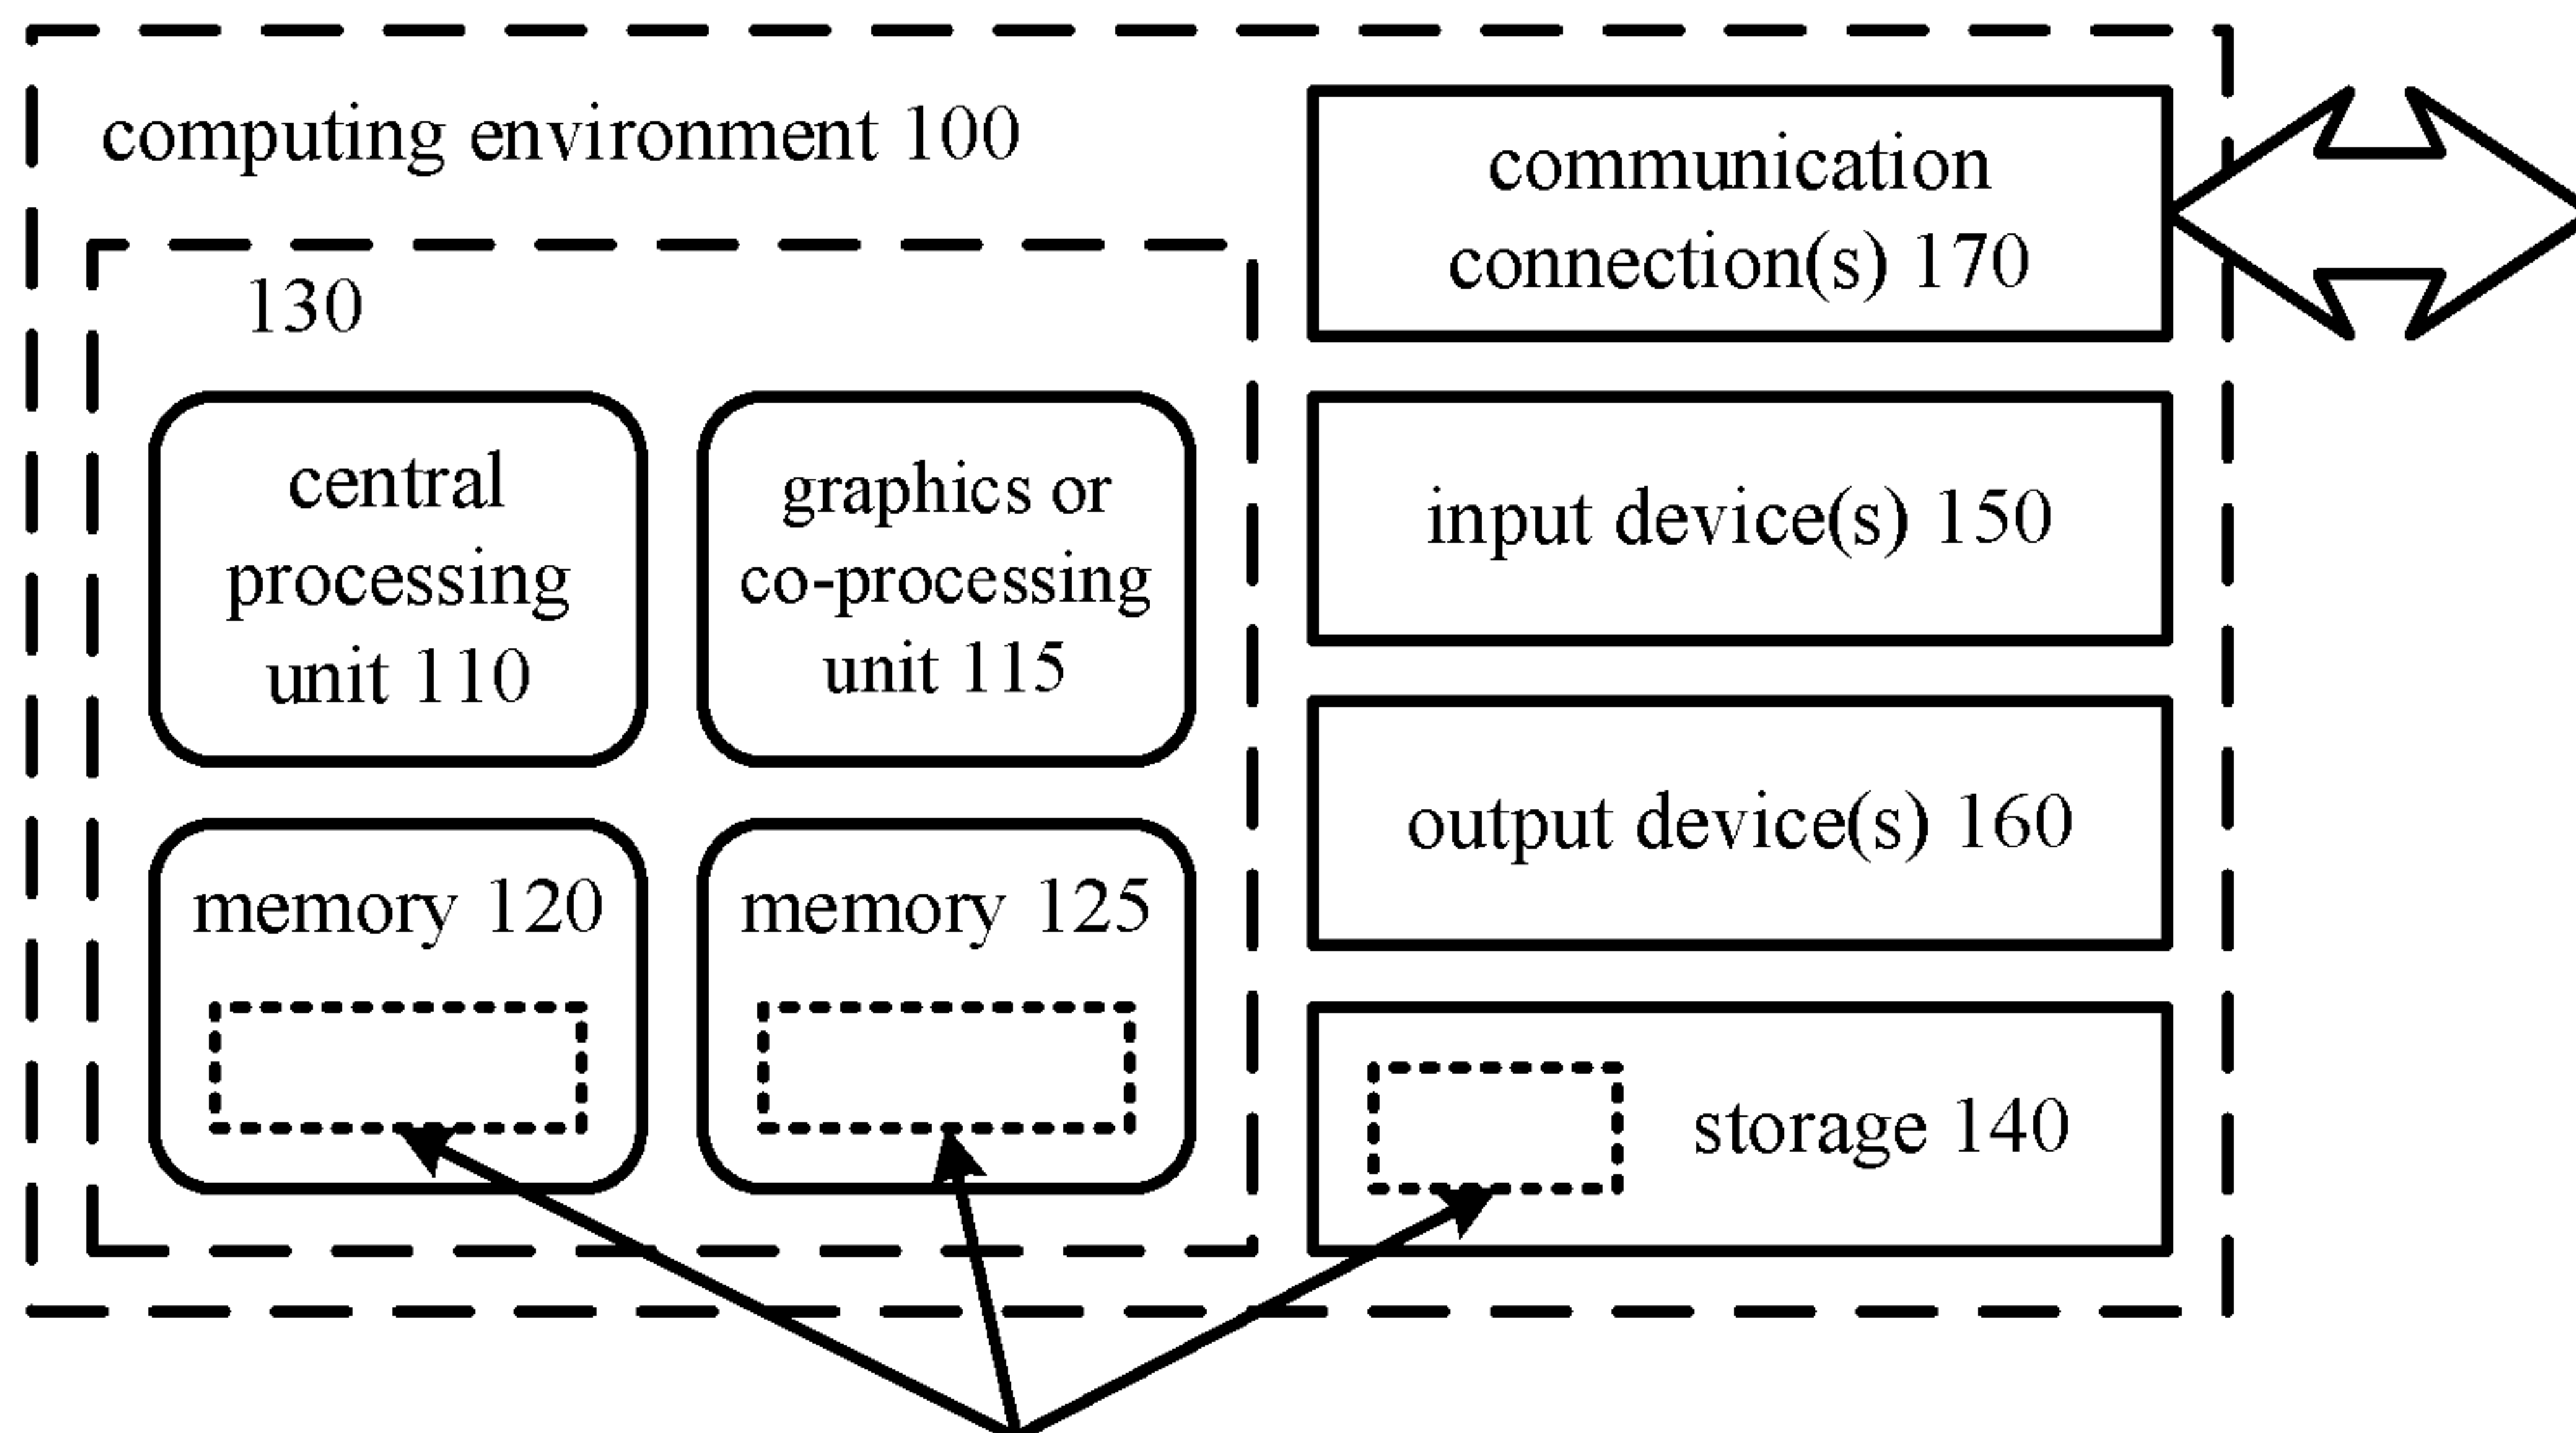 computing environment 100
130
central
processing
unit 110
graphics or
co-processing
unit 115
memory 120
memory 125
communication
connection(s) 170
input device(s) 150
output device(s) 160
storage 140